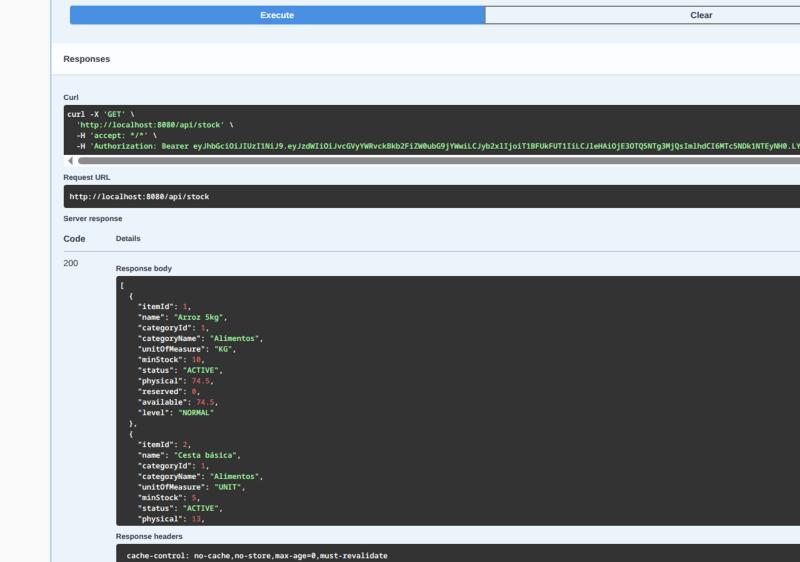 Execute
Clear
Responses
Curl
curl -X 'GET' \
'http://localhost:8080/api/stock' \
-H 'accept: */*' \
-H 'Authorization: Bearer
Request URL
http://localhost:8080/api/stock
Server response
Code
Details
200
Response body
[
{
"itemId": 1,
"name": "Arroz 5kg",
"categoryId": 1,
"categoryName": "Alimentos",
"unitOfMeasure": "KG",
"minStock": 10,
"status": "ACTIVE",
"physical": 74.5,
"reserved": 0,
"available": 74.5,
"level": "NORMAL"
},
{
"itemId": 2,
"name": "Cesta básica",
"categoryId": 1,
"categoryName": "Alimentos",
"unitOfMeasure": "UNIT",
"minStock": 5,
"status": "ACTIVE",
"physical": 13,
Response headers
cache-control: no-cache,no-store,max-age=0,must-revalidate